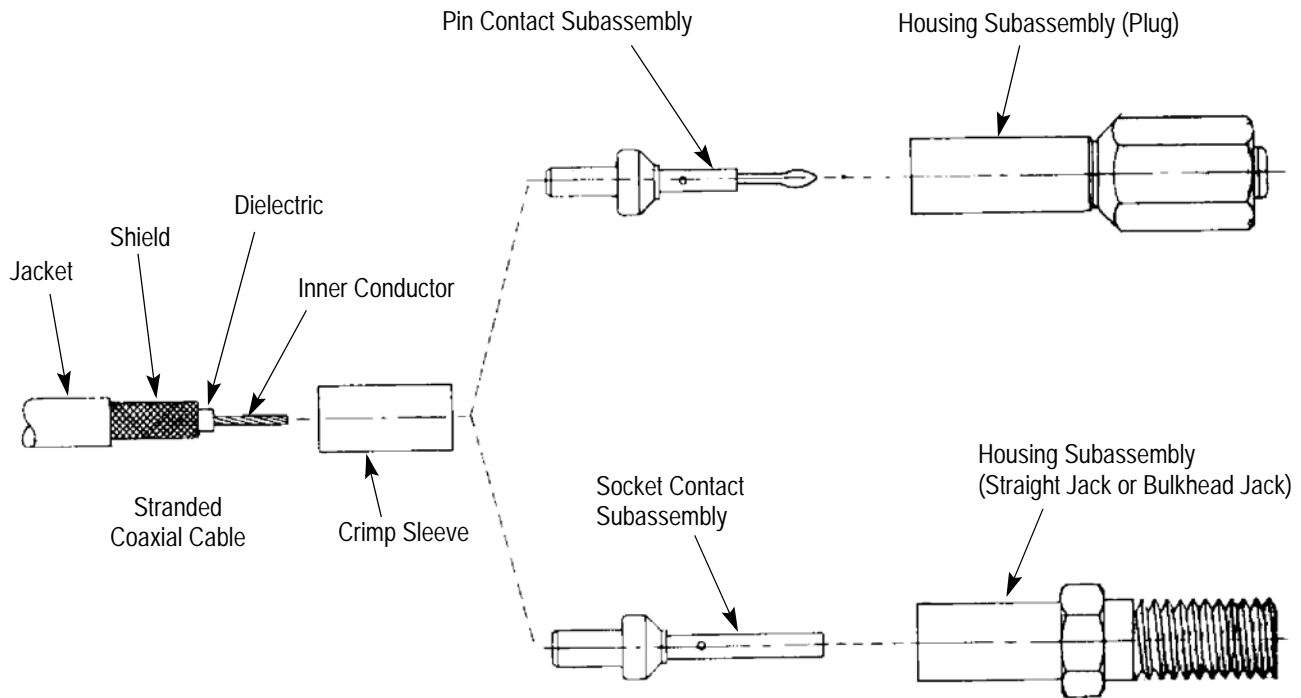 Pin Contact Subassembly
Housing Subassembly (Plug)
Dielectric
Shield
Jacket
Inner Conductor
Stranded
Coaxial Cable
Crimp Sleeve
Socket Contact
Subassembly
Housing Subassembly
(Straight Jack or Bulkhead Jack)